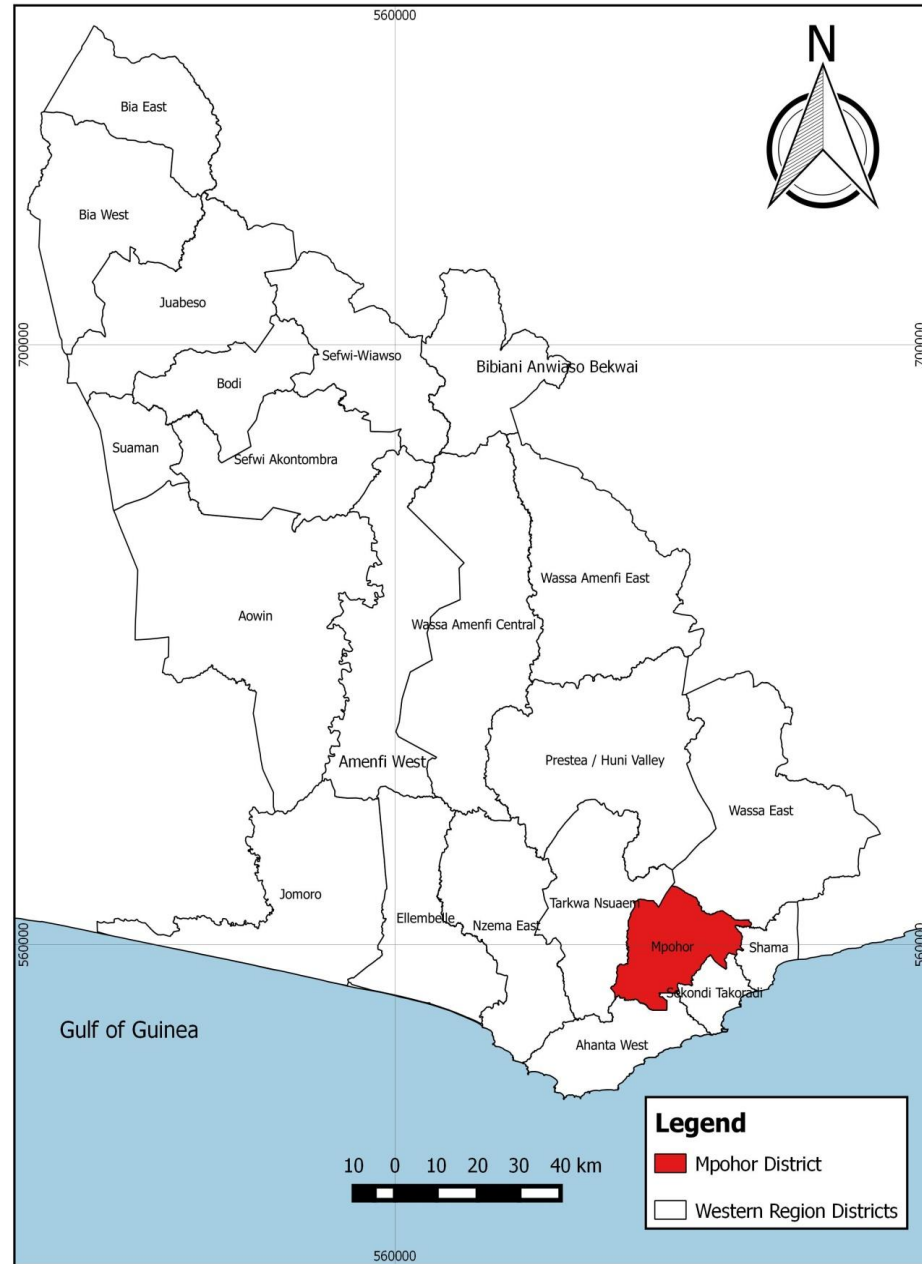 560000
N
Bia East
Bia West
Juabeso
700000
700000
Sefwi-Wiawso
Bibiani Anwiaso Bekwai
Bodi
Suaman
Sefwi Akontombra
Wassa Amenfi East
Aowin
Wassa Amenfi Central
Amenfi West
Prestea / Huni Valley
Wassa East
Jomoro
Ellembelle
Nzema East
Tarkwa Nsuaem
560000
Mpohor
Shama
560000
Sekondi Takoradi
Gulf of Guinea
Ahanta West
Legend
Mpohor District
Western Region Districts
10 0 10 20 30 40 km
560000